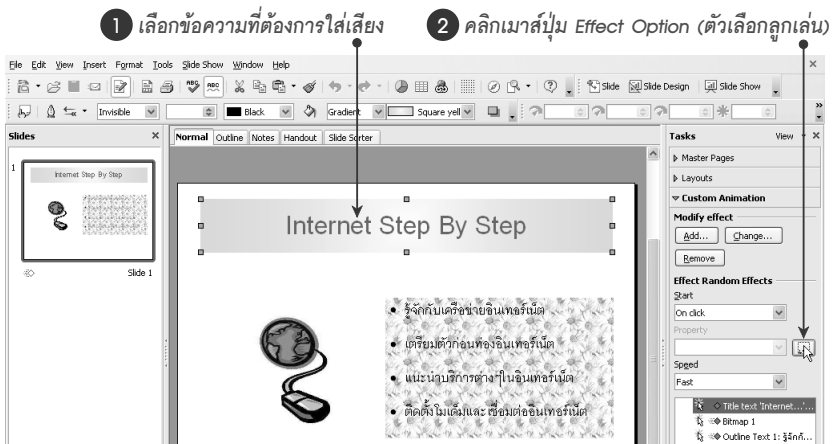 1 เลือกข้อความที่ต้องการใส่เสียง
2 คลิกเมาส์ปุ่ม Effect Option (ตัวเลือกลูกเล่น)
File Edit View Insert Format Tools Slide Show Window Help
Slide Slide Design Slide Show
Invisible Black Gradient Square yell
Slides
Normal Outline Notes Handout Slide Sorter
Tasks View
1
Internet Step By Step
Slide 1
Internet Step By Step
• รู้จักกับเครือข่ายอินเทอร์เน็ต
• เตรียมตัวก่อนท่องอินเทอร์เน็ต
• แนะนำบริการต่างๆในอินเทอร์เน็ต
• ติดตั้งโมเด็มและเชื่อมต่ออินเทอร์เน็ต
Master Pages
Layouts
Custom Animation
Modify effect
Add... Change...
Remove
Effect Random Effects
Start
On click
Property
Speed
Fast
Title text 'Internet...'...
Bitmap 1
Outline Text 1: รู้จักกั...